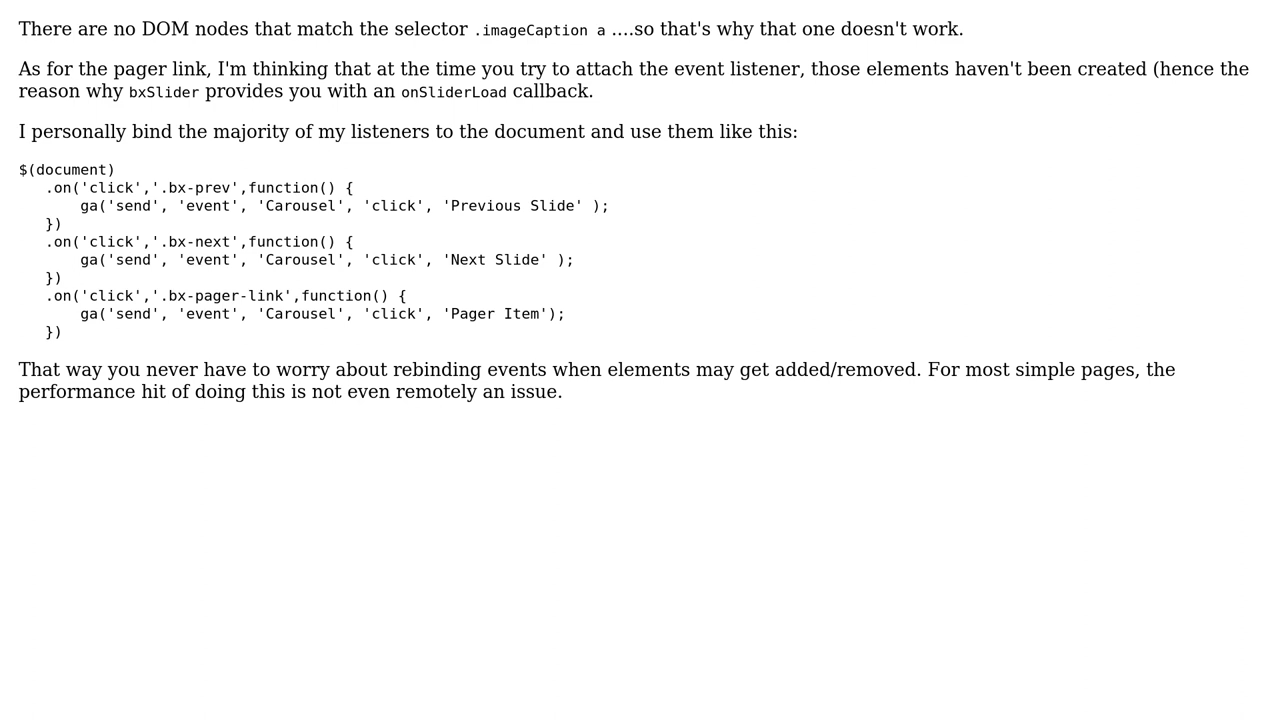 There are no DOM nodes that match the selector .imageCaption a ....so that's why that one doesn't work.
As for the pager link, I'm thinking that at the time you try to attach the event listener, those elements haven't been created (hence the
reason why bxSlider provides you with an onSliderLoad callback.
I personally bind the majority of my listeners to the document and use them like this:
$(document)
   .on('click','.bx-prev',function() {
       ga('send', 'event', 'Carousel', 'click', 'Previous Slide' );
   })
   .on('click','.bx-next',function() {
       ga('send', 'event', 'Carousel', 'click', 'Next Slide' );
   })
   .on('click','.bx-pager-link',function() {
       ga('send', 'event', 'Carousel', 'click', 'Pager Item');
   })
That way you never have to worry about rebinding events when elements may get added/removed. For most simple pages, the
performance hit of doing this is not even remotely an issue.